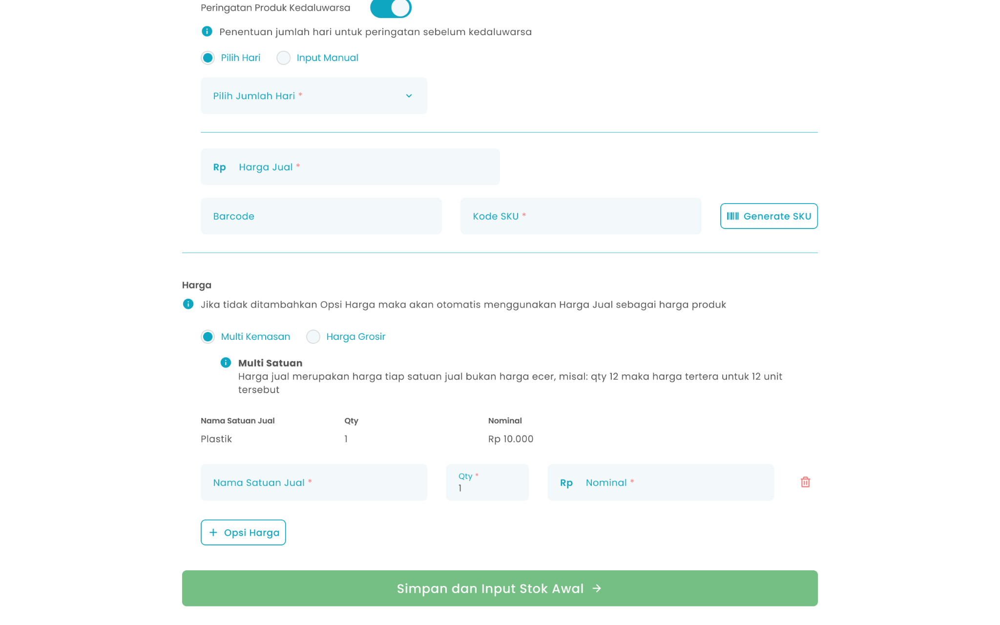 Peringatan Produk Kedaluwarsa
Penentuan jumlah hari untuk peringatan sebelum kedaluwarsa
Pilih Hari Input Manual
Pilih Jumlah Hari *
Rp Harga Jual *
Barcode Kode SKU * Generate SKU
Harga
Jika tidak ditambahkan Opsi Harga maka akan otomatis menggunakan Harga Jual sebagai harga produk
Multi Kemasan Harga Grosir
Multi Satuan
Harga jual merupakan harga tiap satuan jual bukan harga ecer, misal: qty 12 maka harga tertera untuk 12 unit
tersebut
Nama Satuan Jual Qty Nominal
Plastik 1 Rp 10.000
Nama Satuan Jual * Qty * 1 Rp Nominal *
+ Opsi Harga
Simpan dan Input Stok Awal →